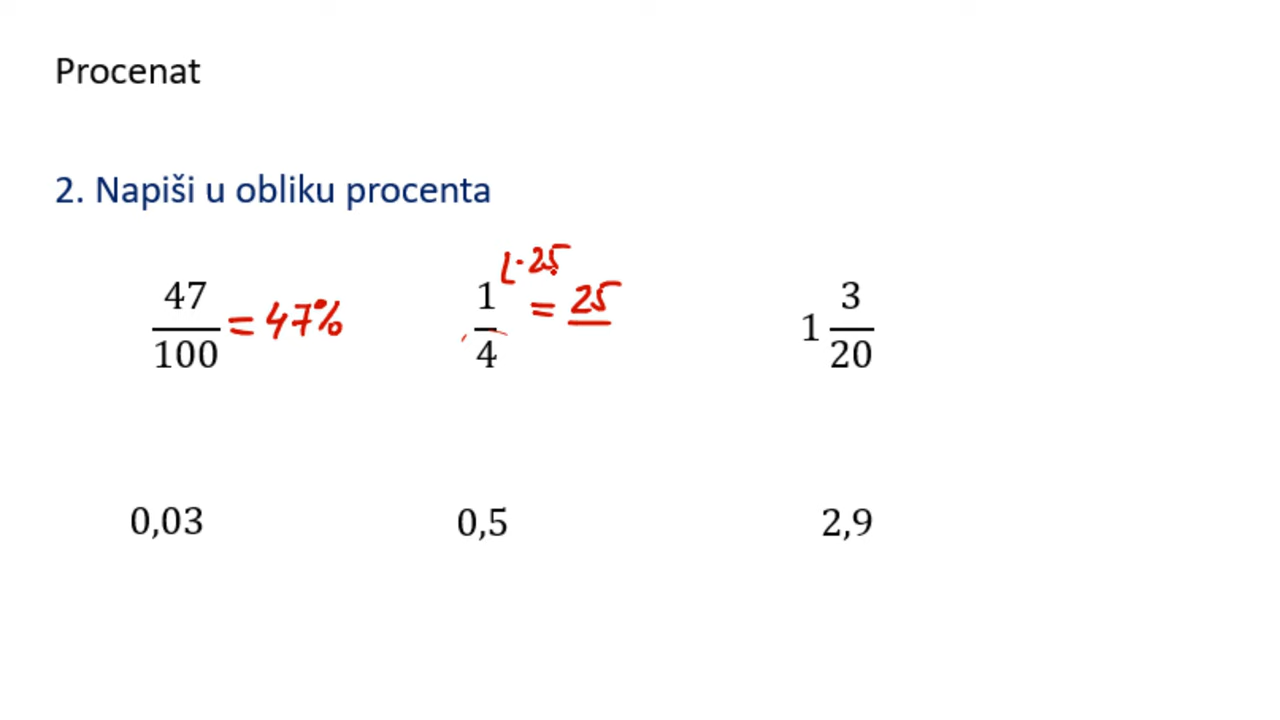 Procenat
2. Napiši u obliku procenta
47/100 = 47%
1/4 ⌊·25 = 25
1 3/20
0,03
0,5
2,9